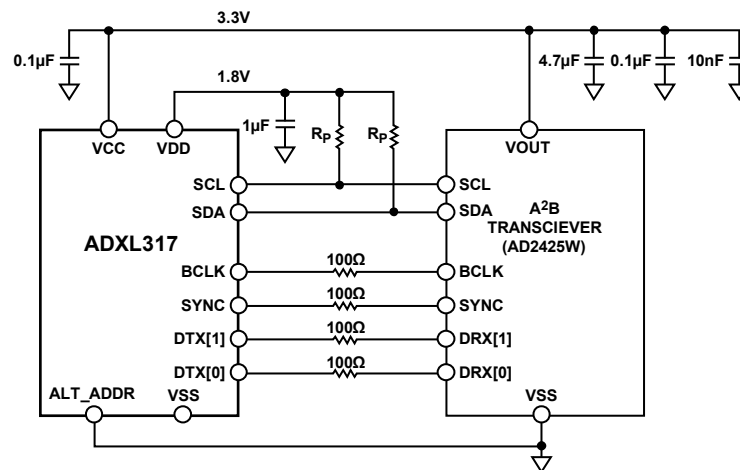 3.3V
0.1µF
4.7µF
0.1µF
10nF
1.8V
1µF
RP
RP
VCC
VDD
VOUT
SCL
SCL
SDA
SDA
A2B
TRANSCIEVER
(AD2425W)
ADXL317
100Ω
BCLK
BCLK
100Ω
SYNC
SYNC
100Ω
DTX[1]
DRX[1]
100Ω
DTX[0]
DRX[0]
ALT_ADDR
VSS
VSS